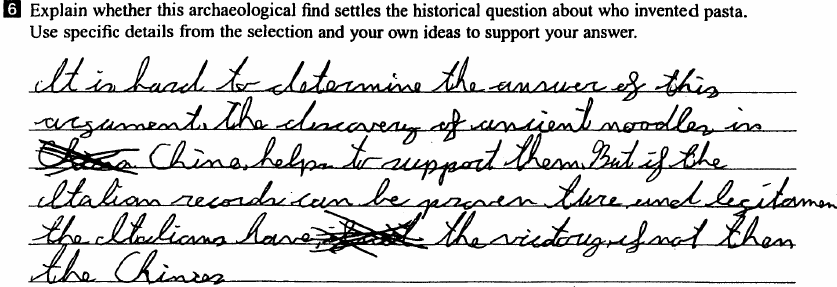 6 Explain whether this archaeological find settles the historical question about who invented pasta.
Use specific details from the selection and your own ideas to support your answer.
It is hard to determine the answer of this
argument. The discovery of ancient noodles in
China helps to support them. But if the
Italian records can be proven ture and legitamen
the Italians have the victory, if not then
the Chinses